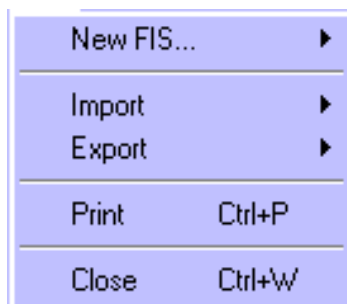 New FIS...
Import
Export
Print Ctrl+P
Close Ctrl+W